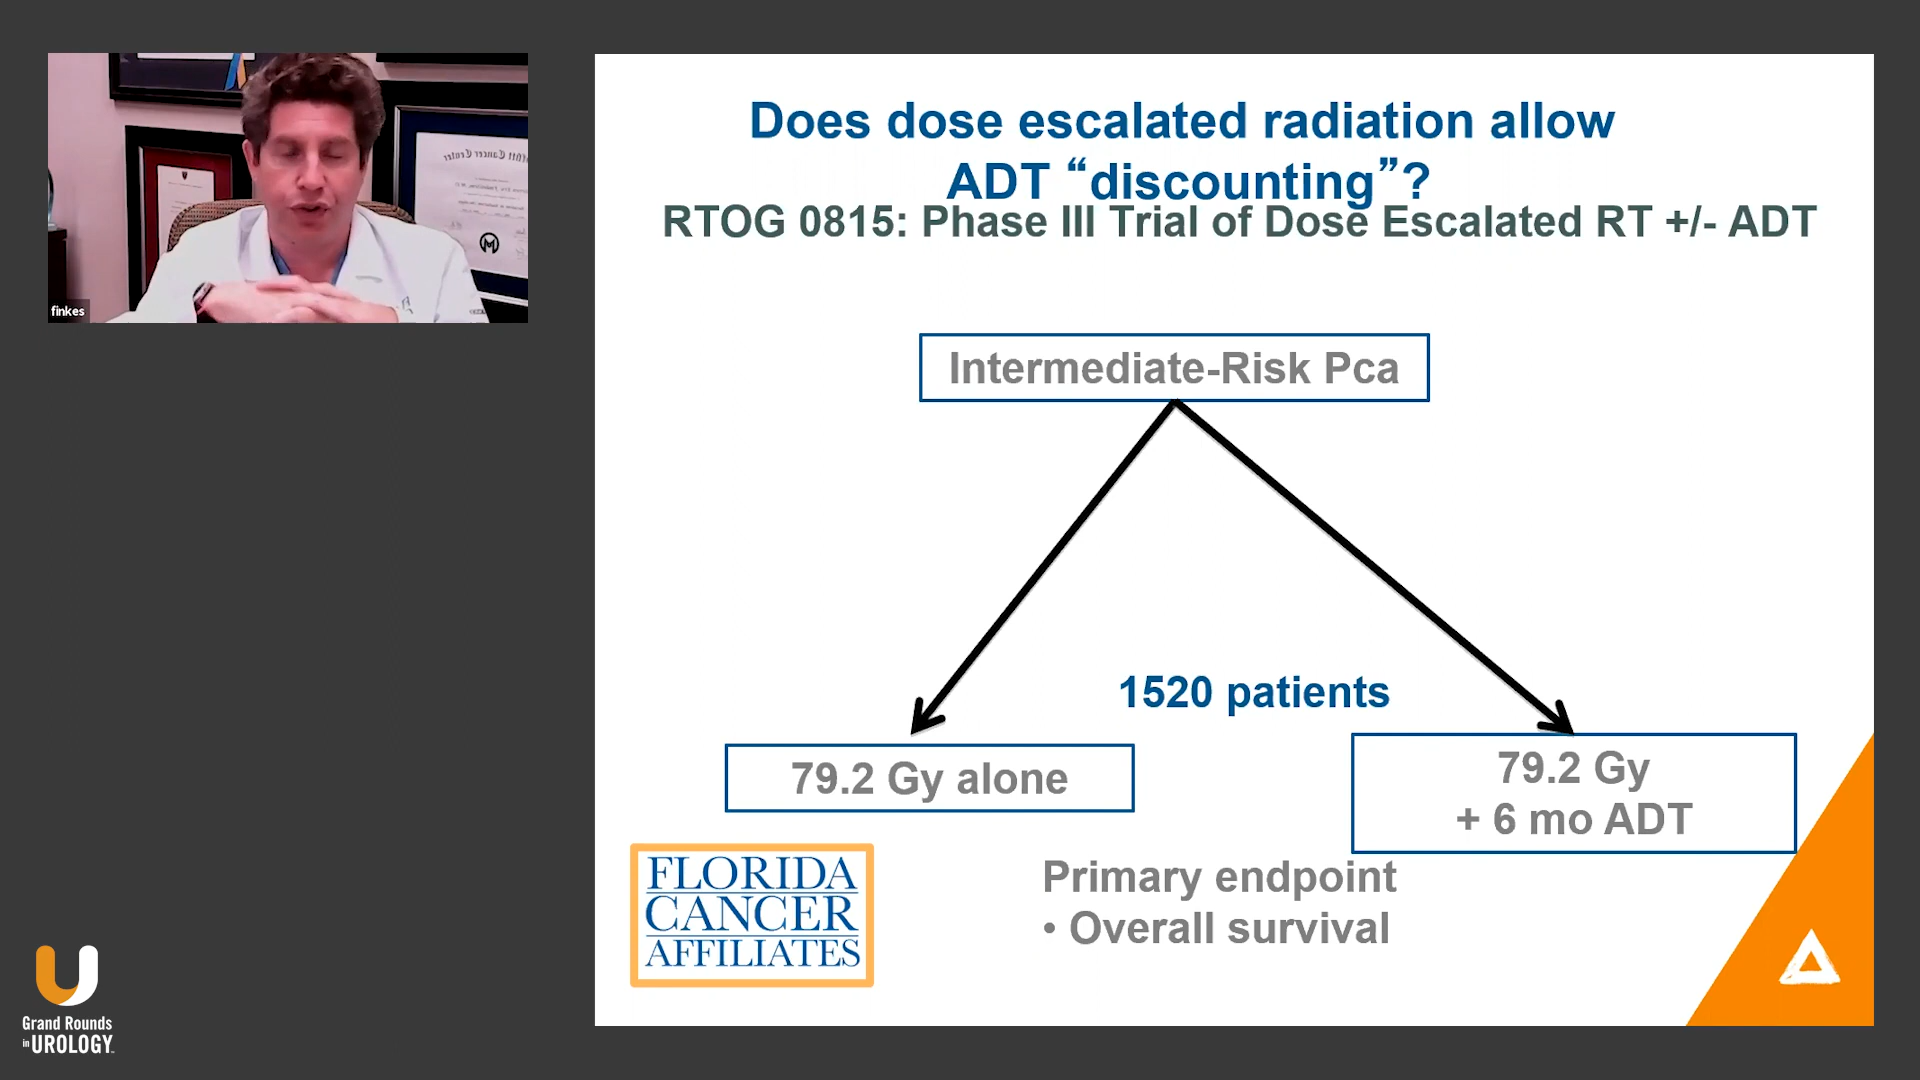 finkes
Does dose escalated radiation allow
ADT “discounting”?
RTOG 0815: Phase III Trial of Dose Escalated RT +/- ADT
Intermediate-Risk Pca
1520 patients
79.2 Gy alone
79.2 Gy
+ 6 mo ADT
Primary endpoint
• Overall survival
FLORIDA
CANCER
AFFILIATES
Grand Rounds
in UROLOGY